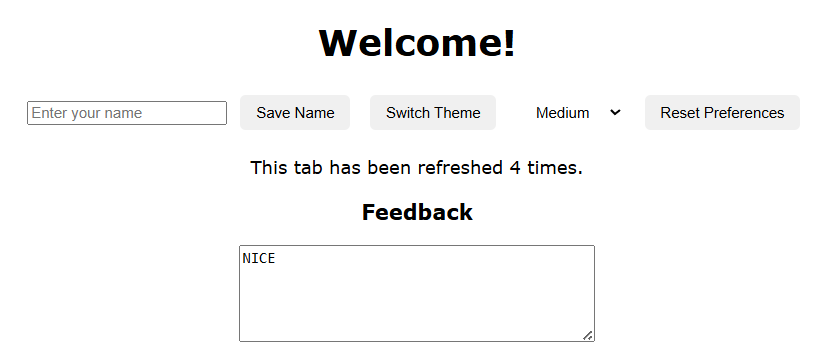 Welcome!
Enter your name Save Name Switch Theme Medium Reset Preferences
This tab has been refreshed 4 times.
Feedback
NICE